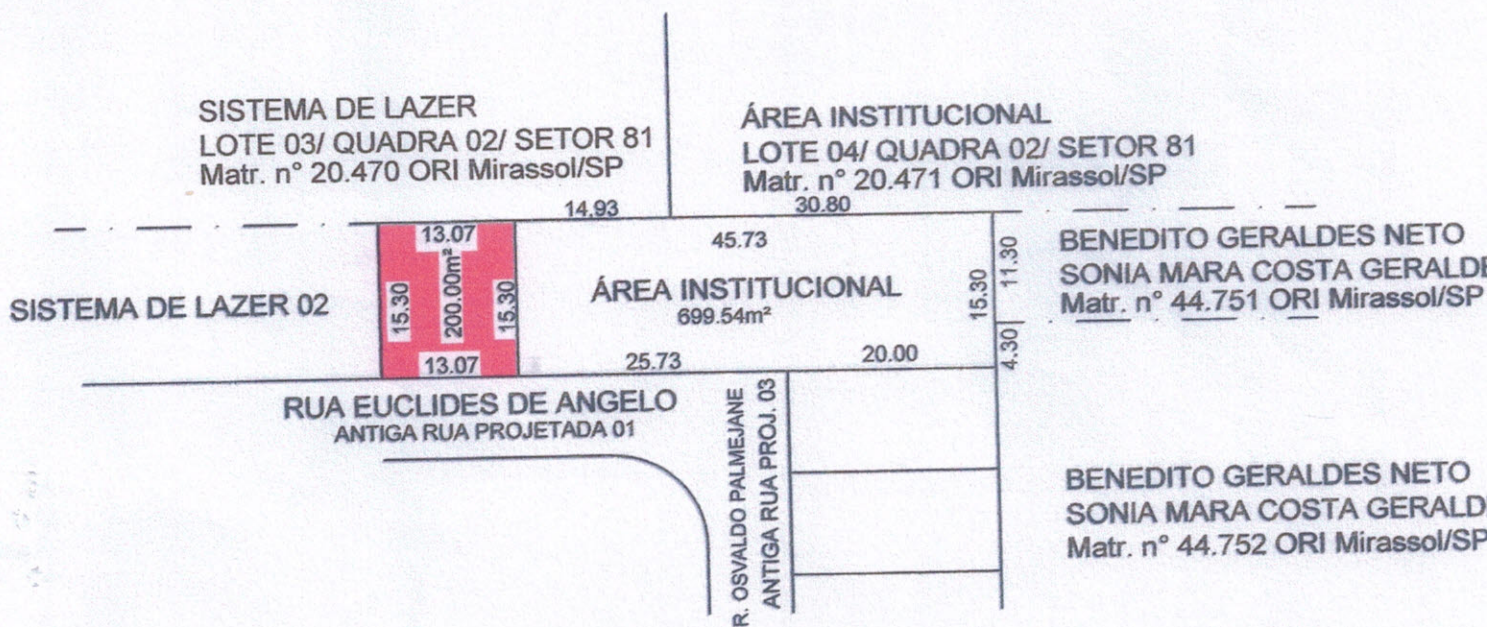 SISTEMA DE LAZER
LOTE 03/ QUADRA 02/ SETOR 81
Matr. n° 20.470 ORI Mirassol/SP
ÁREA INSTITUCIONAL
LOTE 04/ QUADRA 02/ SETOR 81
Matr. n° 20.471 ORI Mirassol/SP
14.93
30.80
13.07
45.73
SISTEMA DE LAZER 02
15.30
200.00m²
15.30
ÁREA INSTITUCIONAL
699.54m²
15.30
11.30
4.30
BENEDITO GERALDES NETO
SONIA MARA COSTA GERALDE
Matr. n° 44.751 ORI Mirassol/SP
13.07
25.73
20.00
RUA EUCLIDES DE ANGELO
ANTIGA RUA PROJETADA 01
R. OSVALDO PALMEJANE
ANTIGA RUA PROJ. 03
BENEDITO GERALDES NETO
SONIA MARA COSTA GERALD
Matr. n° 44.752 ORI Mirassol/SP